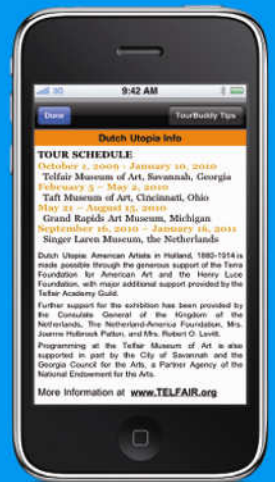 3G 9:42 AM
Done TourBuddy Tips
Dutch Utopia Info
TOUR SCHEDULE
October 1, 2009 - January 10, 2010
Telfair Museum of Art, Savannah, Georgia
February 5 – May 2, 2010
Taft Museum of Art, Cincinnati, Ohio
May 21 – August 15, 2010
Grand Rapids Art Museum, Michigan
September 16, 2010 – January 16, 2011
Singer Laren Museum, the Netherlands
Dutch Utopia: American Artists in Holland, 1880-1914 is
made possible through the generous support of the Terra
Foundation for American Art and the Henry Luce
Foundation, with major additional support provided by the
Telfair Academy Guild.
Further support for the exhibition has been provided by
the Consulate General of the Kingdom of the
Netherlands, The Netherland-America Foundation, Mrs.
Joanne Holbrook Patton, and Mrs. Robert O. Levitt.
Programming at the Telfair Museum of Art is also
supported in part by the City of Savannah and the
Georgia Council for the Arts, a Partner Agency of the
National Endowment for the Arts.
More Information at www.TELFAIR.org